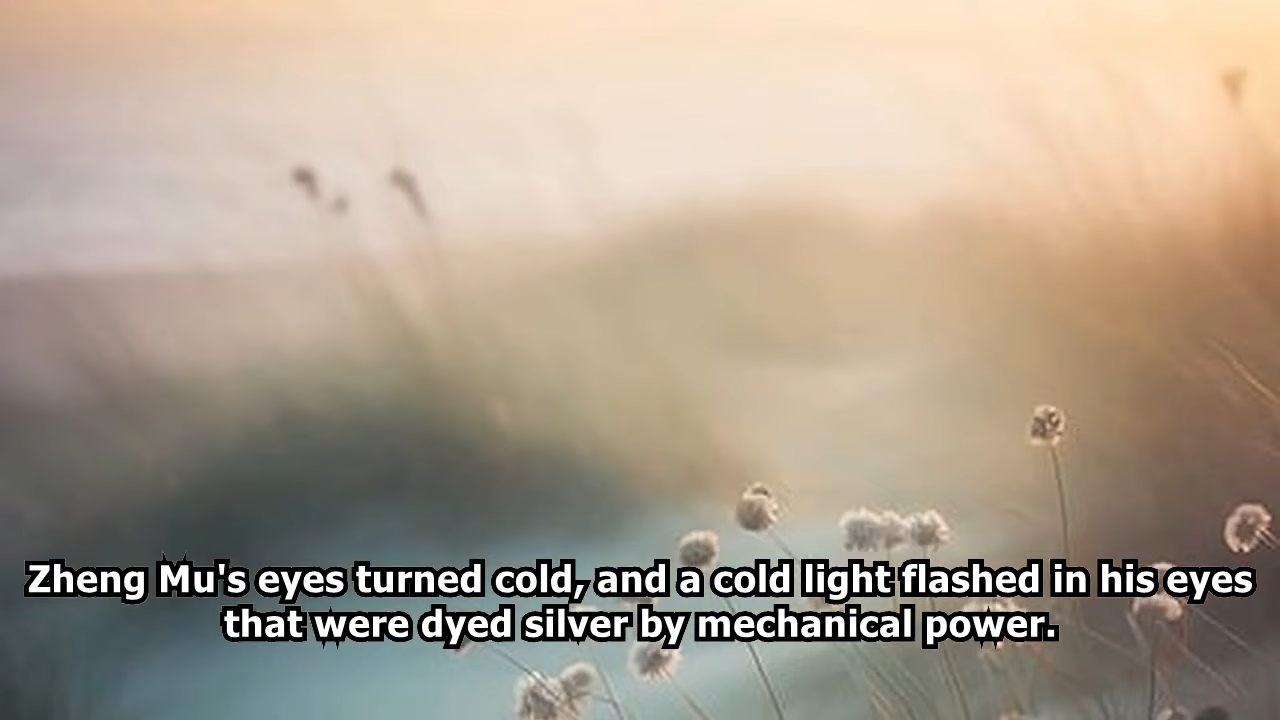 Zheng Mu's eyes turned cold, and a cold light flashed in his eyes
that were dyed silver by mechanical power.